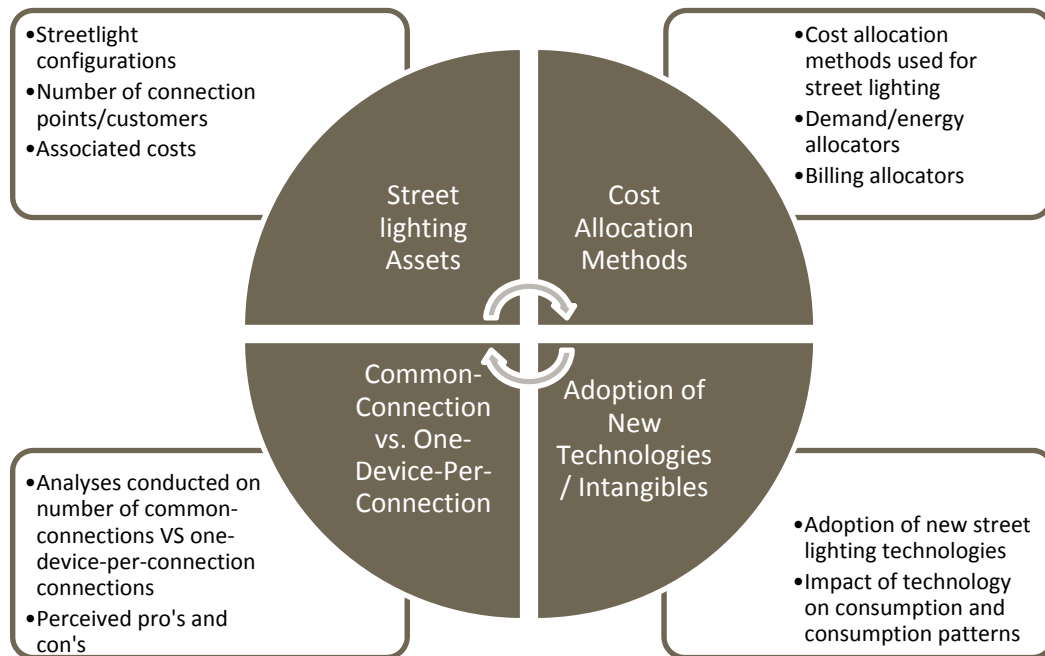 •Streetlight
configurations
•Number of connection
points/customers
•Associated costs
•Cost allocation
methods used for
street lighting
•Demand/energy
allocators
•Billing allocators
Street
lighting
Assets
Cost
Allocation
Methods
Common-
Connection
vs. One-
Device-Per-
Connection
Adoption of
New
Technologies
/ Intangibles
•Analyses conducted on
number of common-
connections VS one-
device-per-connection
connections
•Perceived pro's and
con's
•Adoption of new street
lighting technologies
•Impact of technology
on consumption and
consumption patterns